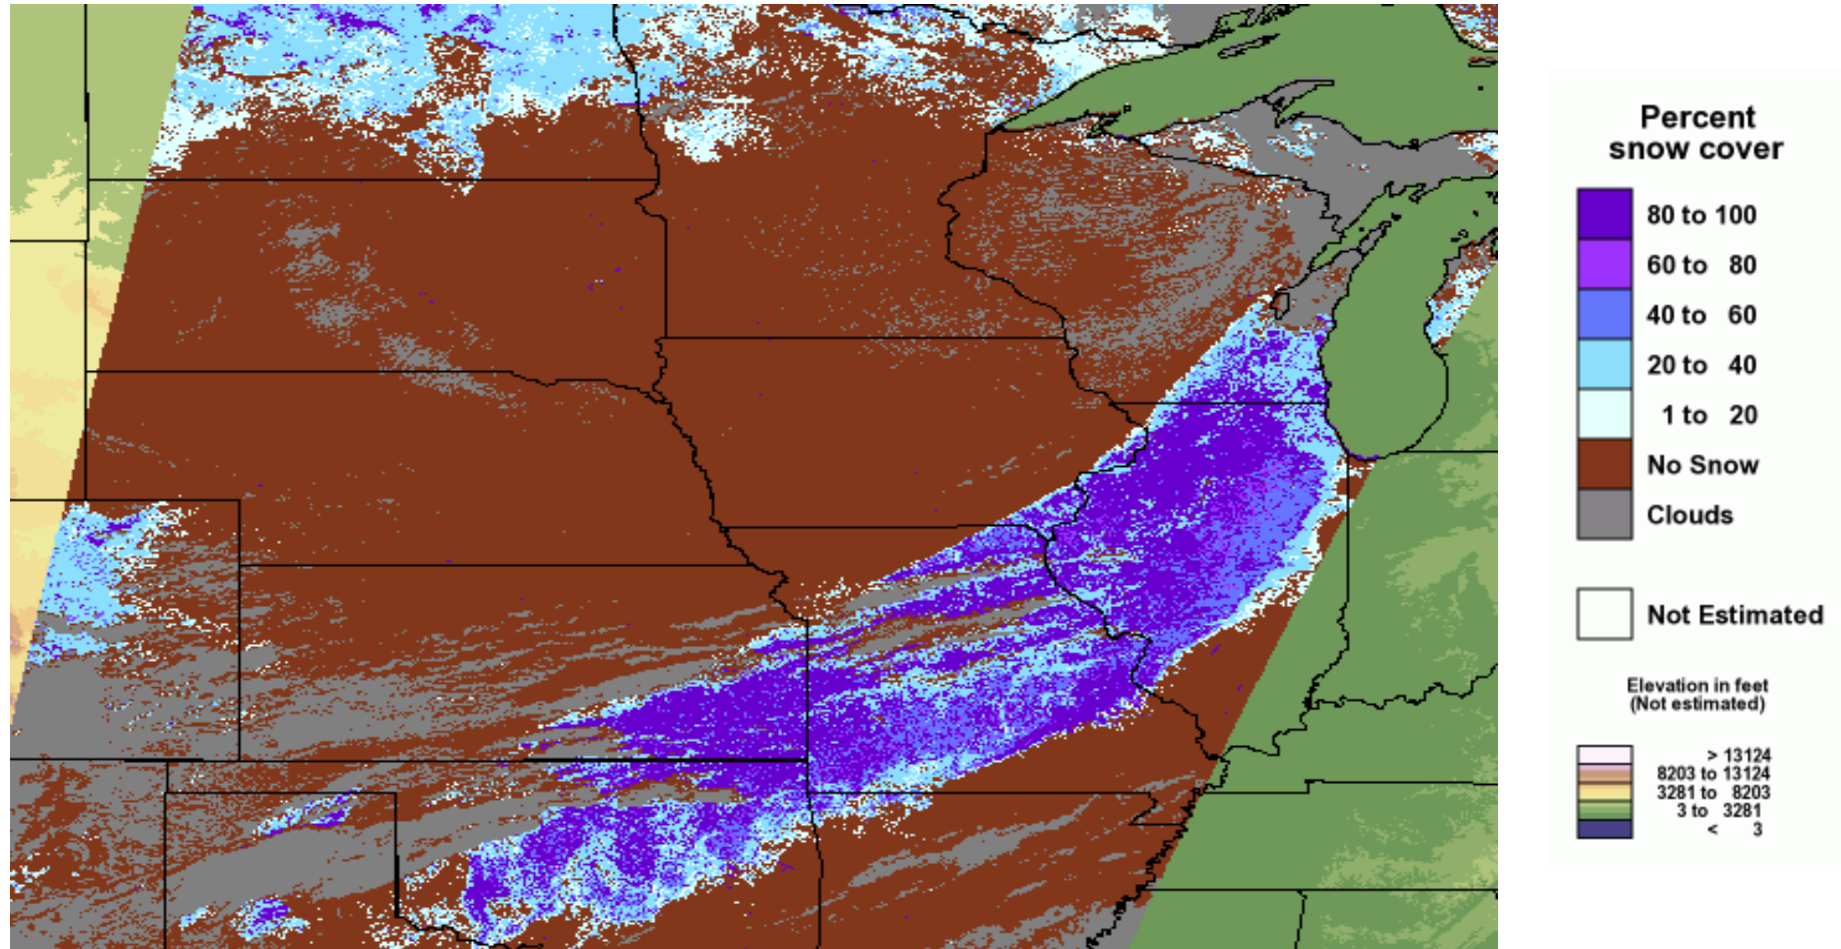 Percent
snow cover
80 to 100
60 to 80
40 to 60
20 to 40
1 to 20
No Snow
Clouds
Not Estimated
Elevation in feet
(Not estimated)
> 13124
8203 to 13124
3281 to 8203
3 to 3281
< 3